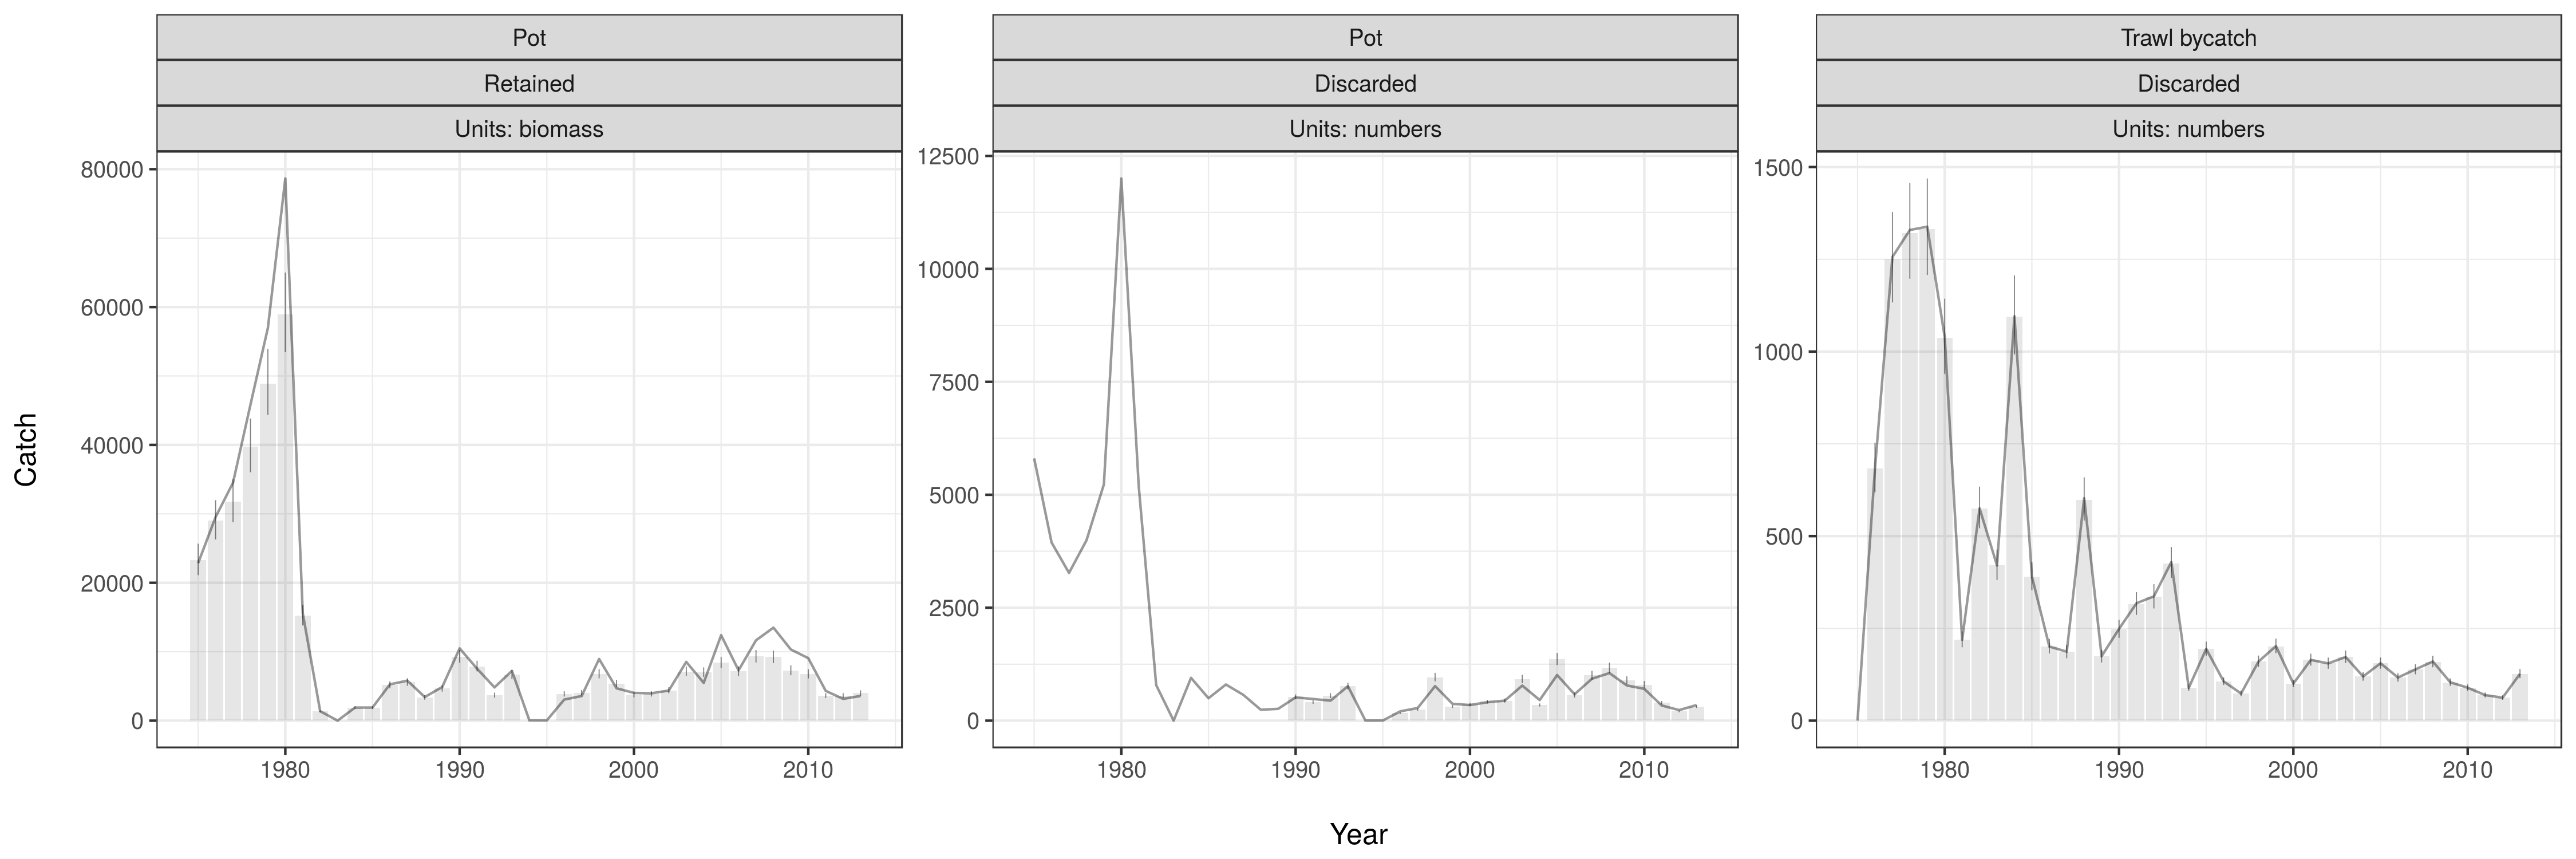 Pot
Retained
Units: biomass
Pot
Discarded
Units: numbers
Trawl bycatch
Discarded
Units: numbers
Catch
80000
60000
40000
20000
0
12500
10000
7500
5000
2500
0
1500
1000
500
0
1980 1990 2000 2010
1980 1990 2000 2010
1980 1990 2000 2010
Year